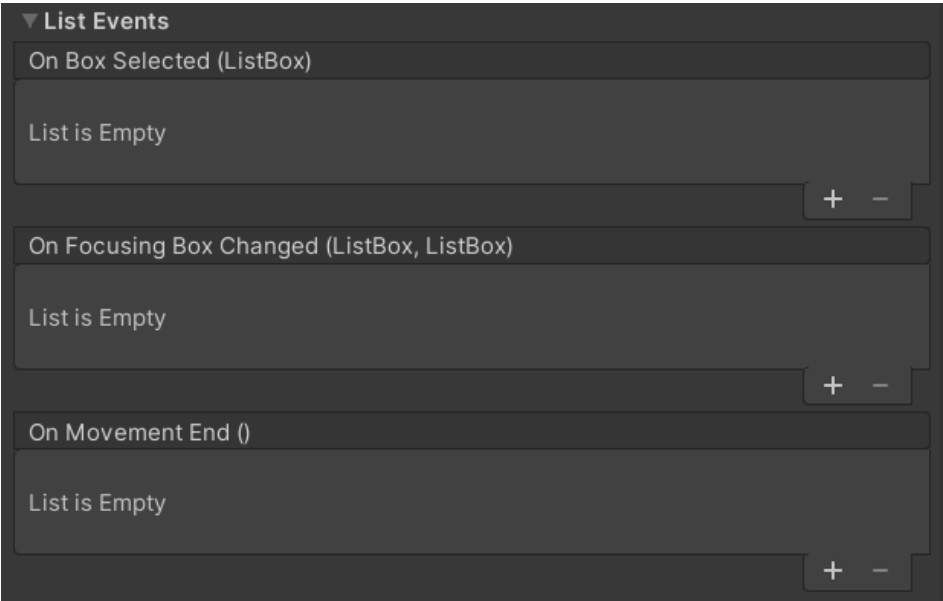 List Events
On Box Selected (ListBox)
List is Empty
+ −
On Focusing Box Changed (ListBox, ListBox)
List is Empty
+ −
On Movement End ()
List is Empty
+ −